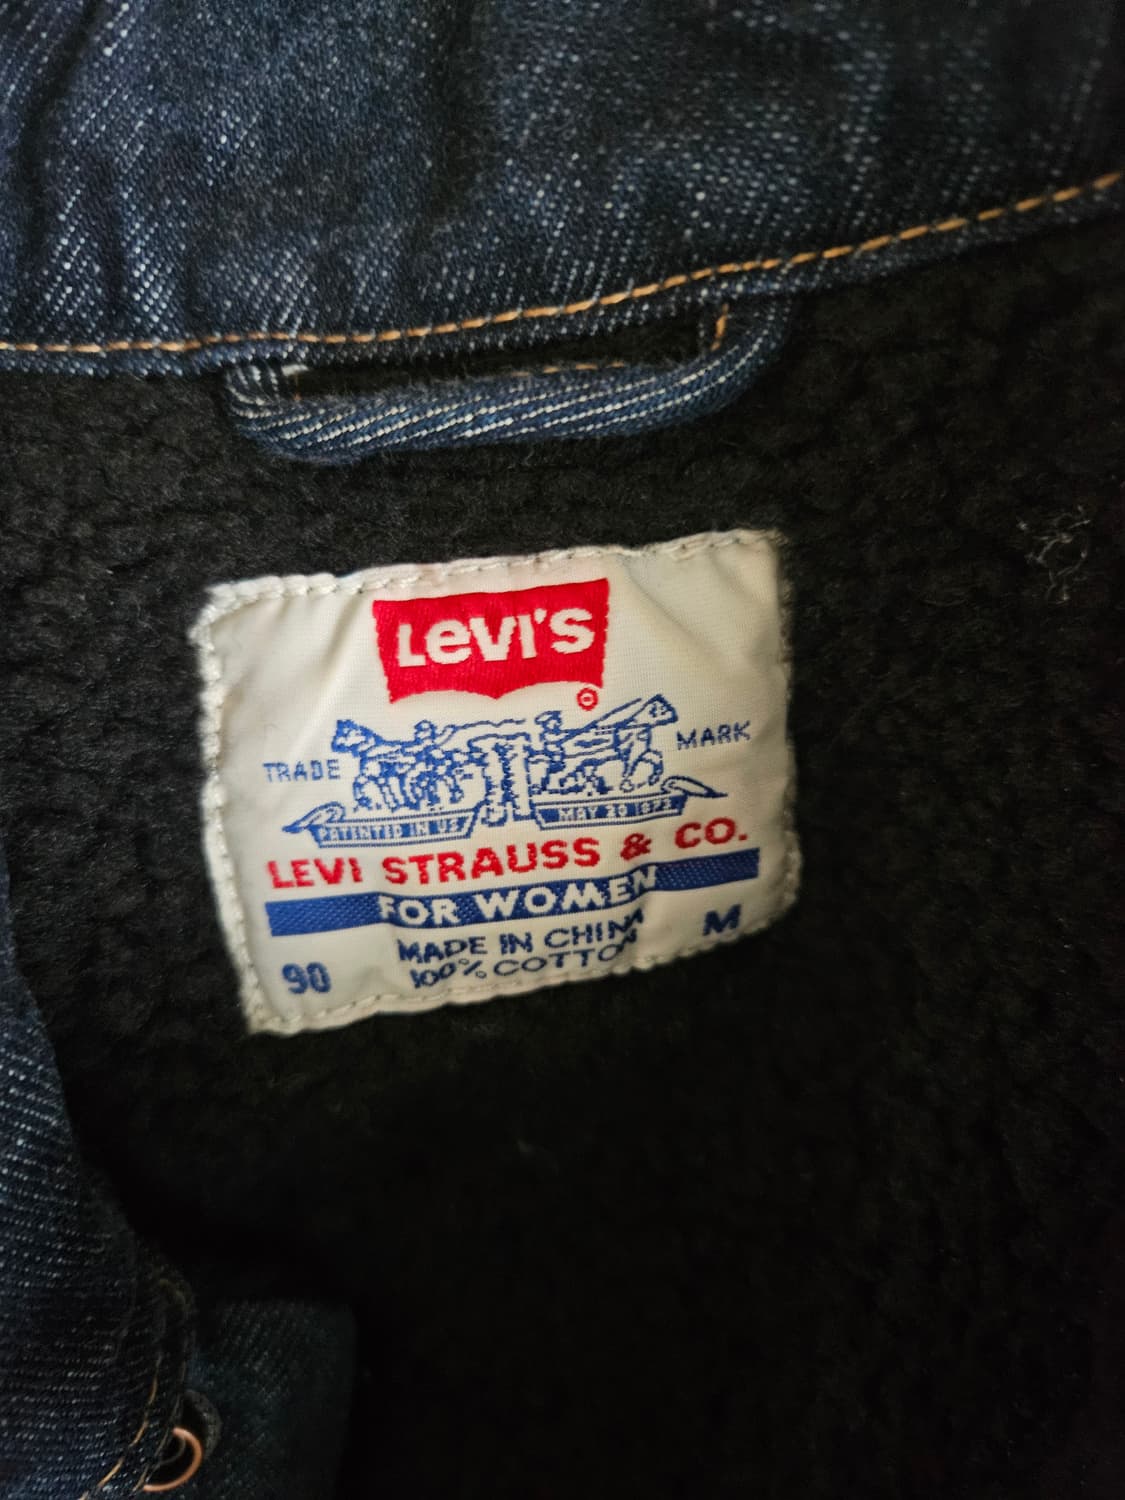 LEVI'S
®
TRADE MARK
PATENTED IN US MAY 20 1873
LEVI STRAUSS & CO.
FOR WOMEN
MADE IN CHINA M
90 100% COTTON